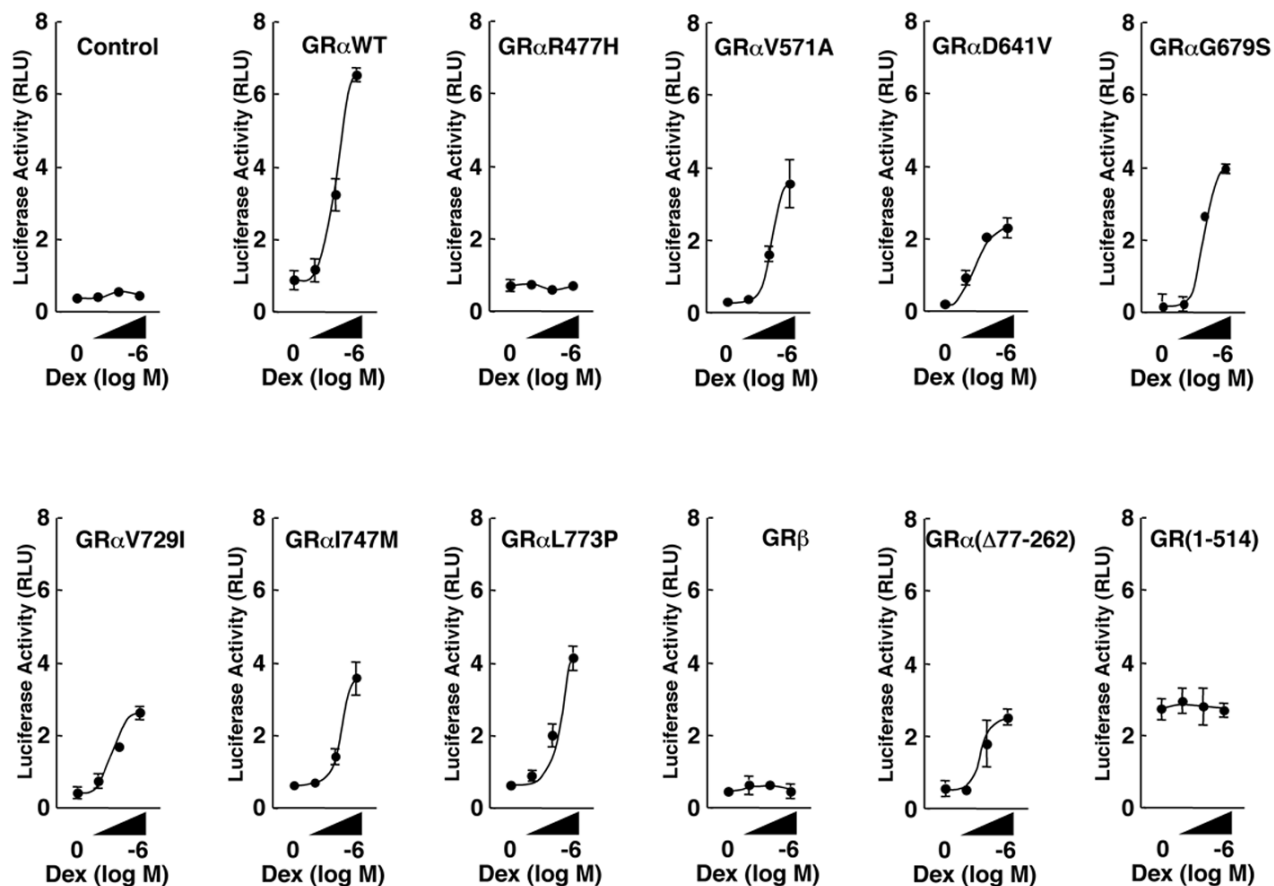 Control
Luciferase Activity (RLU)
8
6
4
2
0
0 -6
Dex (log M)
GRαWT
Luciferase Activity (RLU)
8
6
4
2
0
0 -6
Dex (log M)
GRαR477H
Luciferase Activity (RLU)
8
6
4
2
0
0 -6
Dex (log M)
GRαV571A
Luciferase Activity (RLU)
8
6
4
2
0
0 -6
Dex (log M)
GRαD641V
Luciferase Activity (RLU)
8
6
4
2
0
0 -6
Dex (log M)
GRαG679S
Luciferase Activity (RLU)
8
6
4
2
0
0 -6
Dex (log M)
GRαV729I
Luciferase Activity (RLU)
8
6
4
2
0
0 -6
Dex (log M)
GRαI747M
Luciferase Activity (RLU)
8
6
4
2
0
0 -6
Dex (log M)
GRαL773P
Luciferase Activity (RLU)
8
6
4
2
0
0 -6
Dex (log M)
GRβ
Luciferase Activity (RLU)
8
6
4
2
0
0 -6
Dex (log M)
GRα(Δ77-262)
Luciferase Activity (RLU)
8
6
4
2
0
0 -6
Dex (log M)
GR(1-514)
Luciferase Activity (RLU)
8
6
4
2
0
0 -6
Dex (log M)